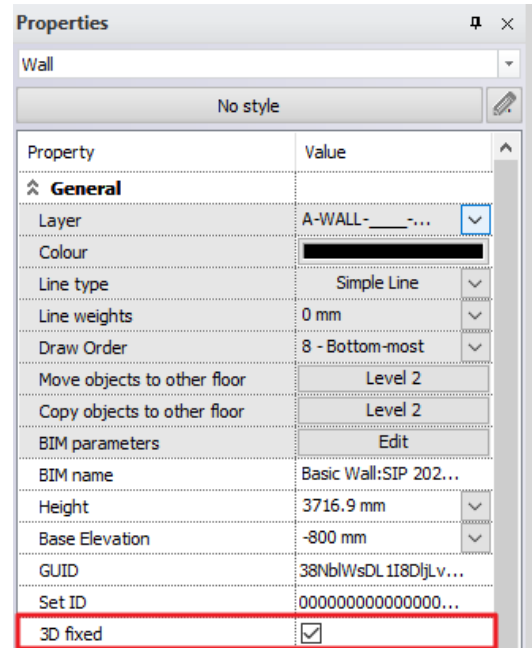 Properties
Wall
No style
Property Value
General
Layer A-WALL-____-...
Colour
Line type Simple Line
Line weights 0 mm
Draw Order 8 - Bottom-most
Move objects to other floor Level 2
Copy objects to other floor Level 2
BIM parameters Edit
BIM name Basic Wall:SIP 202...
Height 3716.9 mm
Base Elevation -800 mm
GUID 38NblWsDL1I8DljLv...
Set ID 000000000000000...
3D fixed